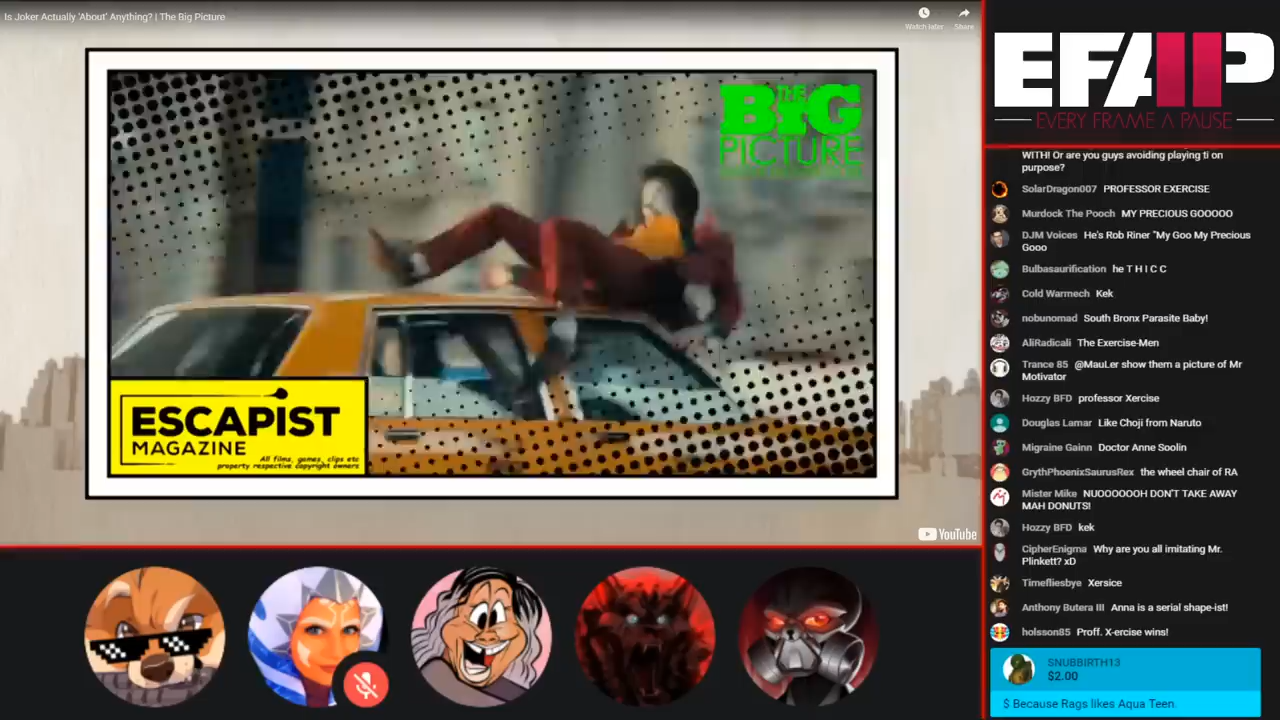 Is Joker Actually 'About' Anything? | The Big Picture
Watch later
Share
THE
BIG
PICTURE
ESCAPIST
MAGAZINE
All films, games, clips etc
property respective copyright owners
YouTube
EFAP
EVERY FRAME A PAUSE
WITH! Or are you guys avoiding playing ti on
purpose?
SolarDragon007 PROFESSOR EXERCISE
Murdock The Pooch MY PRECIOUS GOOOOO
DJM Voices He's Rob Riner "My Goo My Precious
Gooo
Bulbasaurification he T H I C C
Cold Warmech Kek
nobunomad South Bronx Parasite Baby!
AliRadicali The Exercise-Men
Trance 85 @MauLer show them a picture of Mr
Motivator
Hozzy BFD professor Xercise
Douglas Lamar Like Choji from Naruto
Migraine Gainn Doctor Anne Soolin
GrythPhoenixSaurusRex the wheel chair of RA
Mister Mike NUOOOOOOH DON'T TAKE AWAY
MAH DONUTS!
Hozzy BFD kek
CipherEnigma Why are you all imitating Mr.
Plinkett? xD
Timefliesbye Xersice
Anthony Butera III Anna is a serial shape-ist!
holsson85 Proff. X-ercise wins!
SNUBBIRTH13
$2.00
$ Because Rags likes Aqua Teen.